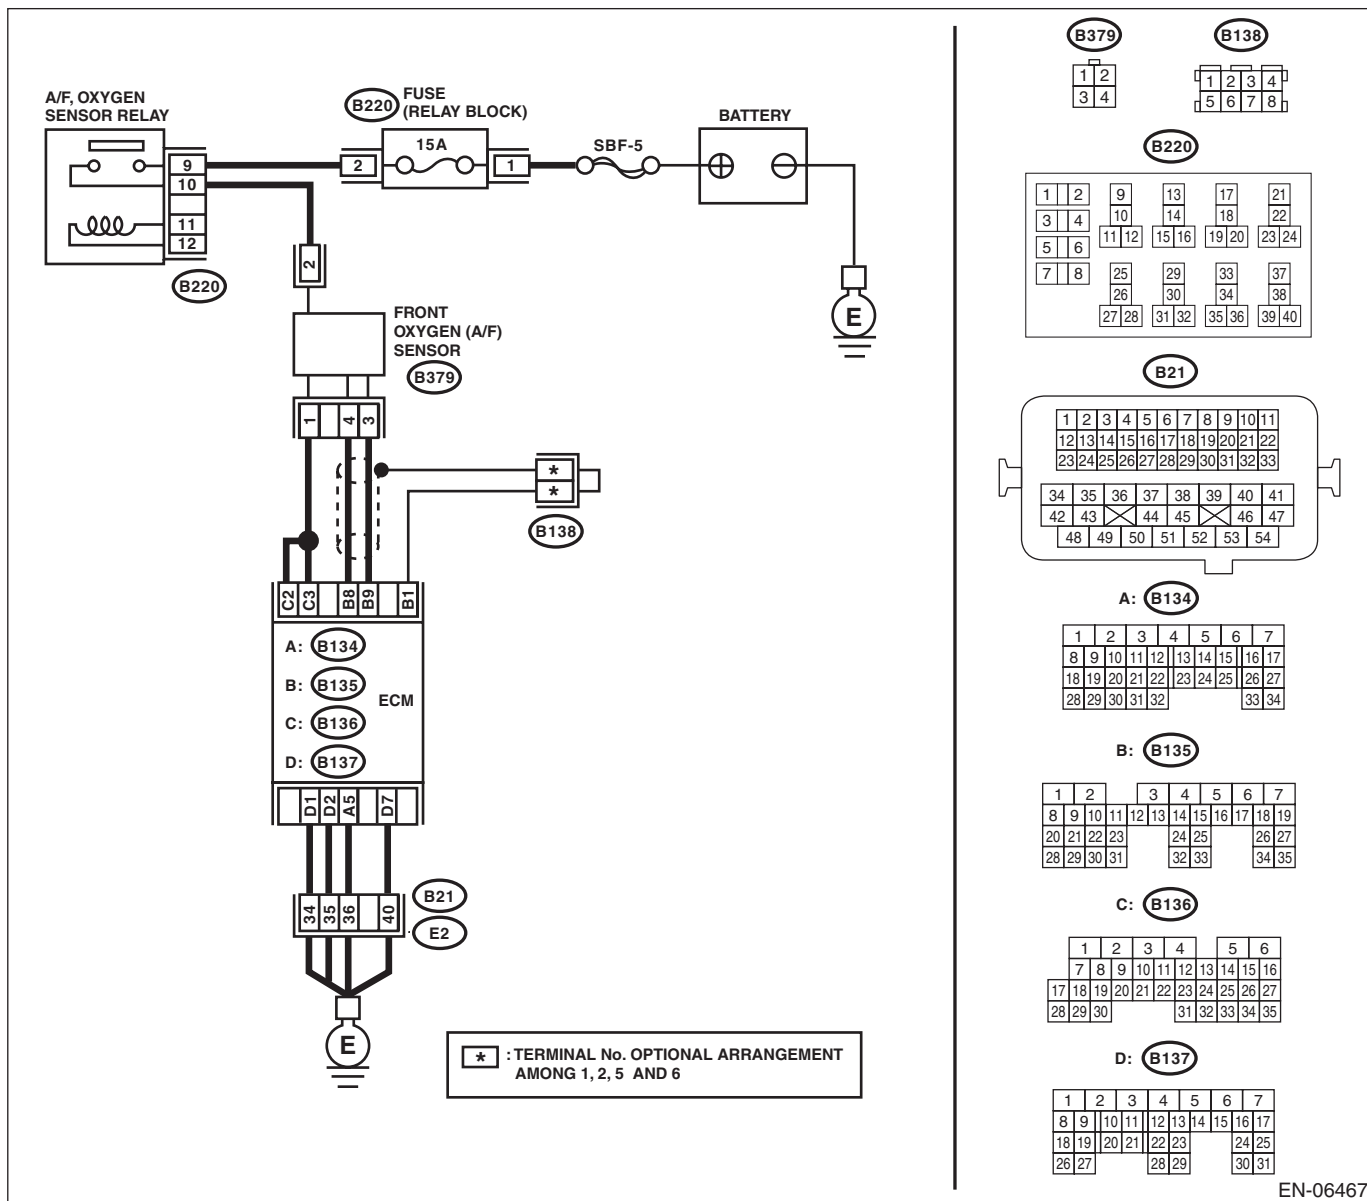 A/F, OXYGEN
SENSOR RELAY
9
10
11
12
B220
B220
FUSE
(RELAY BLOCK)
15A
2
1
SBF-5
BATTERY
E
2
FRONT
OXYGEN (A/F)
SENSOR
B379
1
4
3
*
*
B138
C2
C3
B8
B9
B1
A: B134
B: B135
C: B136
D: B137
ECM
D1
D2
A5
D7
34
35
36
40
B21
E2
E
* : TERMINAL No. OPTIONAL ARRANGEMENT
AMONG 1, 2, 5 AND 6
B379
1 2
3 4
B138
1 2 3 4
5 6 7 8
B220
1 2 9 13 17 21
3 4 10 14 18 22
11 12 15 16 19 20 23 24
5 6
7 8 25 29 33 37
26 30 34 38
27 28 31 32 35 36 39 40
B21
1 2 3 4 5 6 7 8 9 10 11
12 13 14 15 16 17 18 19 20 21 22
23 24 25 26 27 28 29 30 31 32 33
34 35 36 37 38 39 40 41
42 43 44 45 46 47
48 49 50 51 52 53 54
A: B134
1 2 3 4 5 6 7
8 9 10 11 12 13 14 15 16 17
18 19 20 21 22 23 24 25 26 27
28 29 30 31 32 33 34
B: B135
1 2 3 4 5 6 7
8 9 10 11 12 13 14 15 16 17 18 19
20 21 22 23 24 25 26 27
28 29 30 31 32 33 34 35
C: B136
1 2 3 4 5 6
7 8 9 10 11 12 13 14 15 16
17 18 19 20 21 22 23 24 25 26 27
28 29 30 31 32 33 34 35
D: B137
1 2 3 4 5 6 7
8 9 10 11 12 13 14 15 16 17
18 19 20 21 22 23 24 25
26 27 28 29 30 31
EN-06467